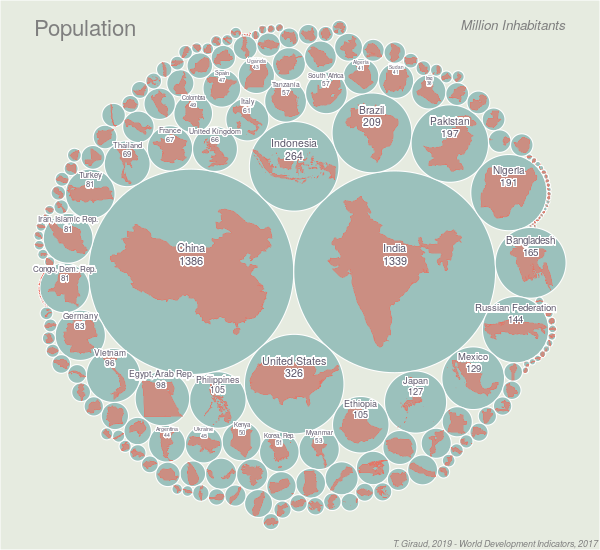 Population
Million Inhabitants
Spain
47
Uganda
43
Algeria
41
Sudan
41
South Africa
57
Tanzania
57
Colombia
49
Italy
61
Brazil
209
Pakistan
197
France
67
United Kingdom
66
Indonesia
264
Thailand
69
Nigeria
191
Turkey
81
Iran, Islamic Rep.
81
China
1386
India
1339
Bangladesh
165
Congo, Dem. Rep.
81
Germany
83
Russian Federation
144
Vietnam
96
United States
326
Mexico
129
Egypt, Arab Rep.
98
Philippines
105
Japan
127
Ethiopia
105
Argentina
44
Ukraine
45
Kenya
50
Korea, Rep.
51
Myanmar
53
T. Giraud, 2019 - World Development Indicators, 2017